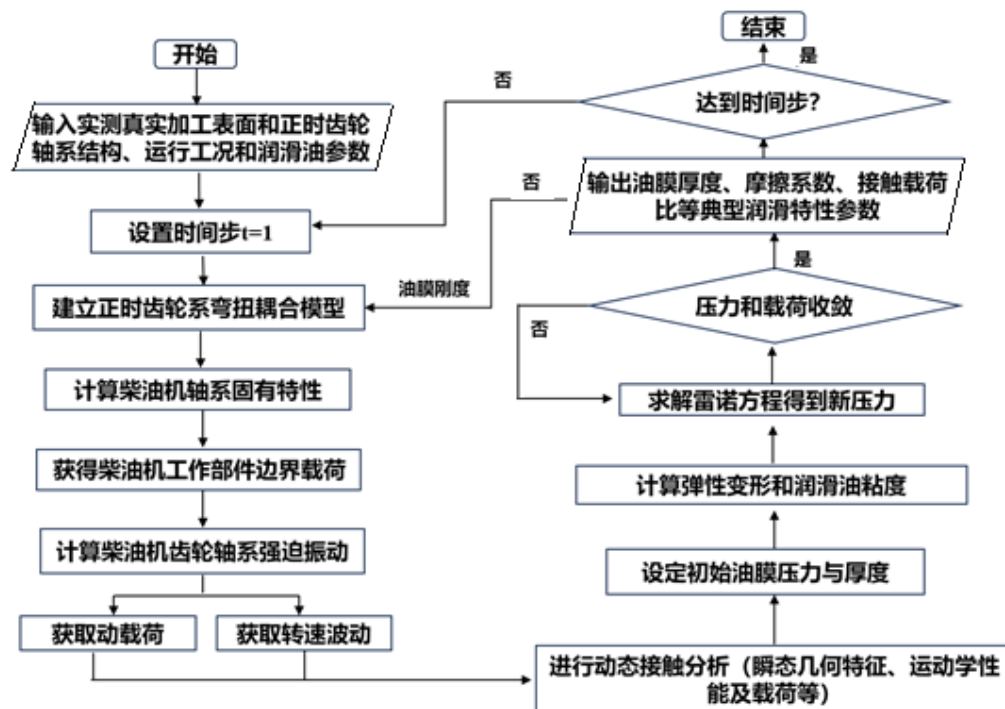 开始
输入实测真实加工表面和正时齿轮
轴系结构、运行工况和润滑油参数
设置时间步t=1
建立正时齿轮系弯扭耦合模型
计算柴油机轴系固有特性
获得柴油机工作部件边界载荷
计算柴油机齿轮轴系强迫振动
获取动载荷
获取转速波动
进行动态接触分析（瞬态几何特征、运动学性
能及载荷等）
设定初始油膜压力与厚度
计算弹性变形和润滑油粘度
求解雷诺方程得到新压力
否
压力和载荷收敛
是
油膜刚度
否
输出油膜厚度、摩擦系数、接触载荷
比等典型润滑特性参数
达到时间步？
否
是
结束